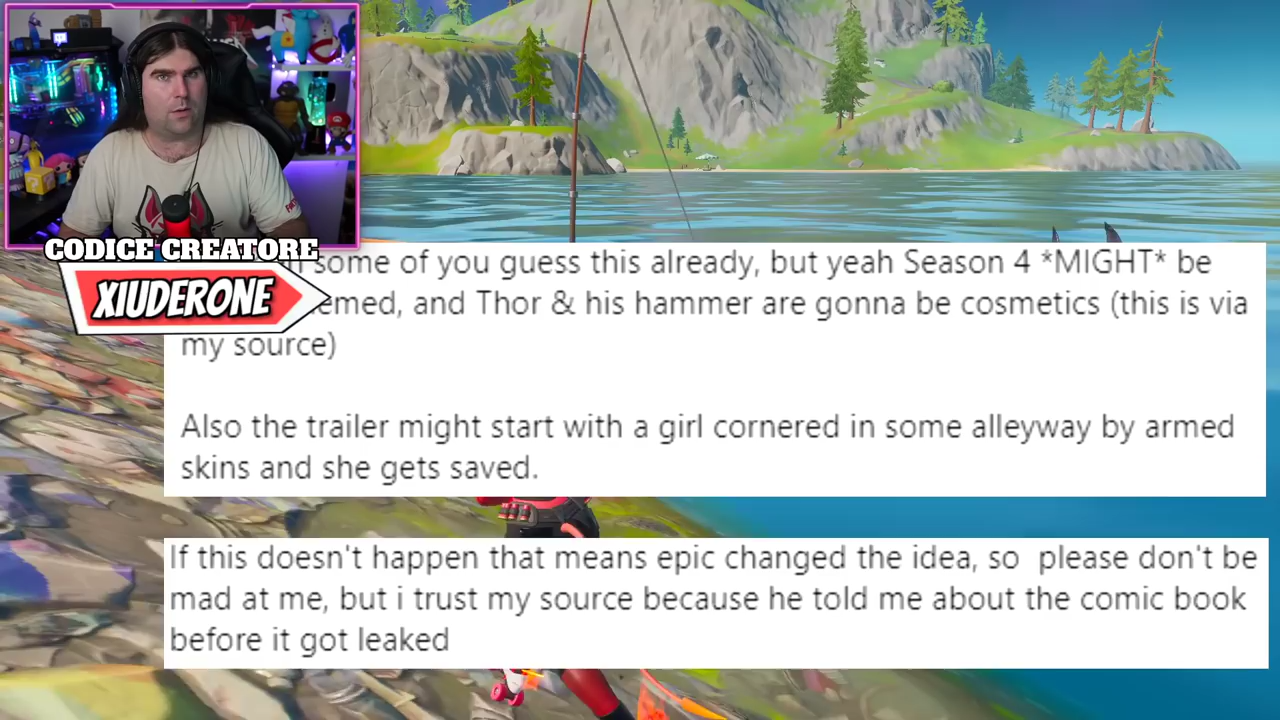 CODICE CREATORE
XIUDERONE
some of you guess this already, but yeah Season 4 *MIGHT* be
emed, and Thor & his hammer are gonna be cosmetics (this is via
my source)
Also the trailer might start with a girl cornered in some alleyway by armed
skins and she gets saved.
If this doesn't happen that means epic changed the idea, so  please don't be
mad at me, but i trust my source because he told me about the comic book
before it got leaked